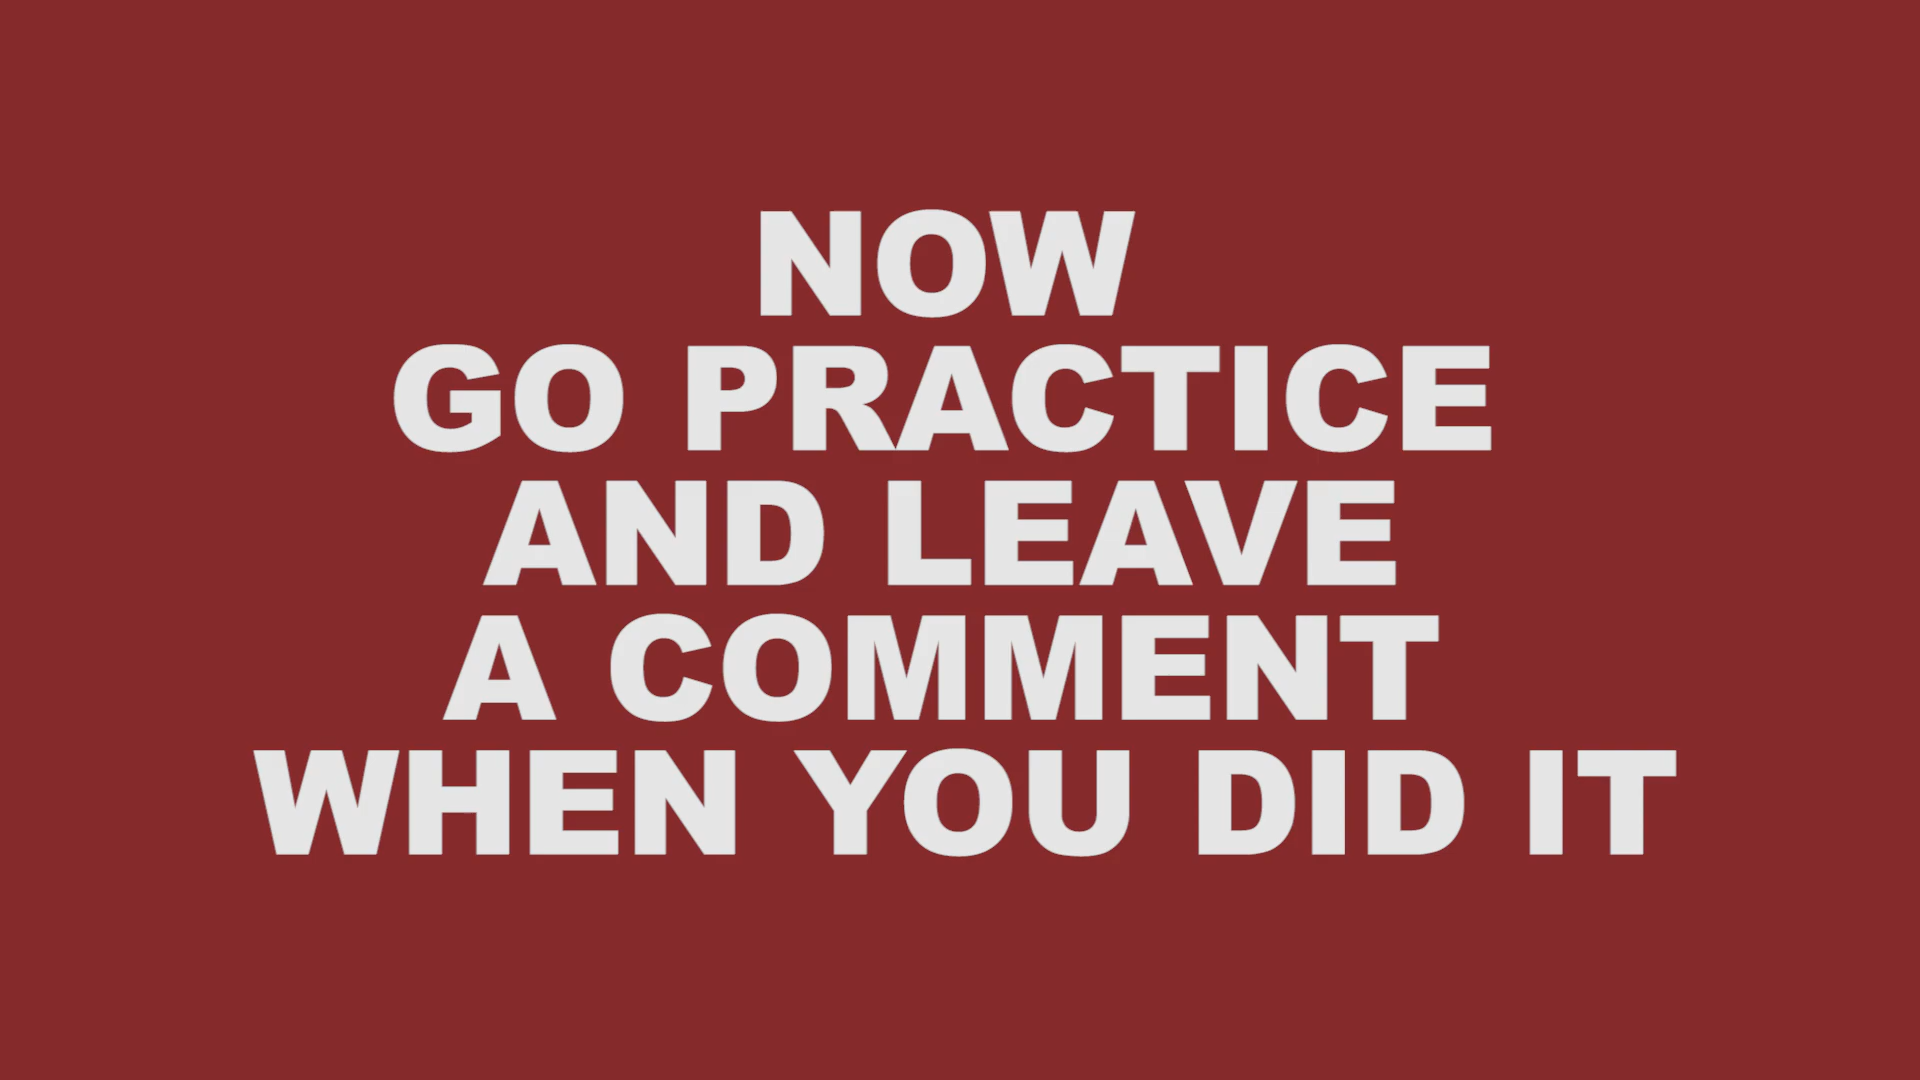 NOW
GO PRACTICE
AND LEAVE
A COMMENT
WHEN YOU DID IT